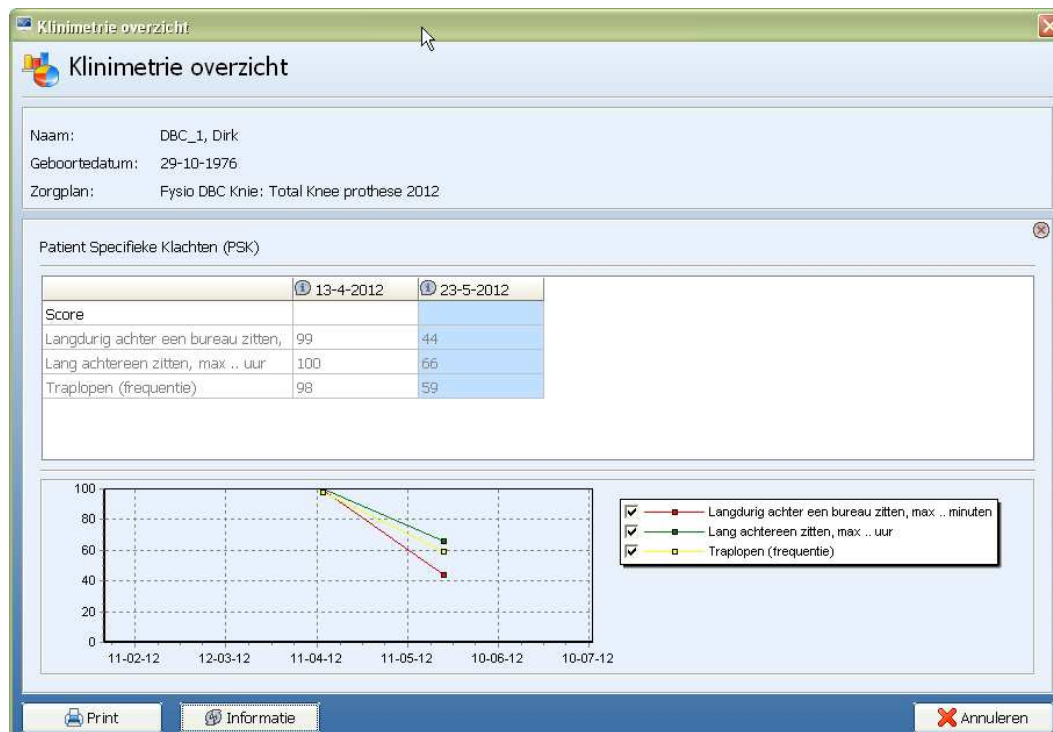 Klinimetrie overzicht
Klinimetrie overzicht
Naam: DBC_1, Dirk
Geboortedatum: 29-10-1976
Zorgplan: Fysio DBC Knie: Total Knee prothese 2012
Patient Specifieke Klachten (PSK)
13-4-2012 23-5-2012
Score
Langdurig achter een bureau zitten, 99 44
Lang achtereen zitten, max .. uur 100 66
Traplopen (frequentie) 98 59
100
80
60
40
20
0
11-02-12 12-03-12 11-04-12 11-05-12 10-06-12 10-07-12
Langdurig achter een bureau zitten, max .. minuten
Lang achtereen zitten, max .. uur
Traplopen (frequentie)
Print Informatie Annuleren